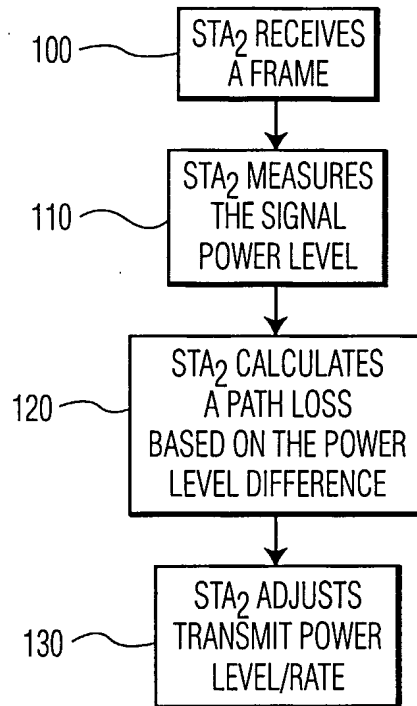 100
STA2 RECEIVES
A FRAME
110
STA2 MEASURES
THE SIGNAL
POWER LEVEL
120
STA2 CALCULATES
A PATH LOSS
BASED ON THE POWER
LEVEL DIFFERENCE
130
STA2 ADJUSTS
TRANSMIT POWER
LEVEL/RATE